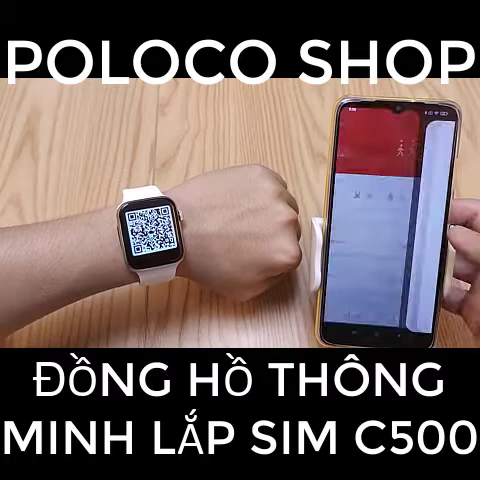 POLOCO SHOP
ĐỒNG HỒ THÔNG
MINH LẮP SIM C500